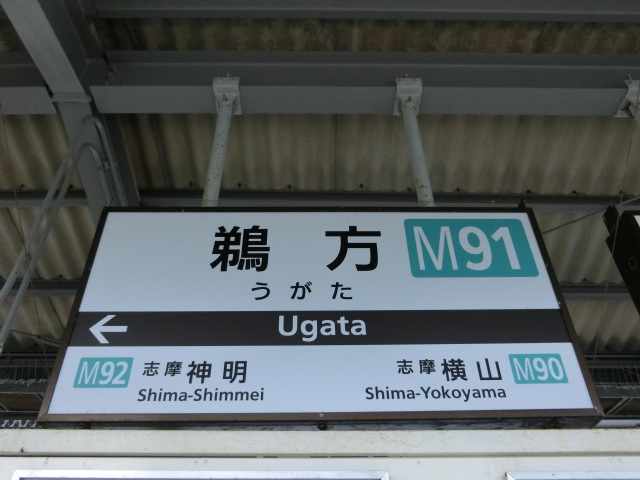 鵜方 M91
うがた
Ugata
M92 志摩神明 志摩横山 M90
Shima-Shimmei Shima-Yokoyama